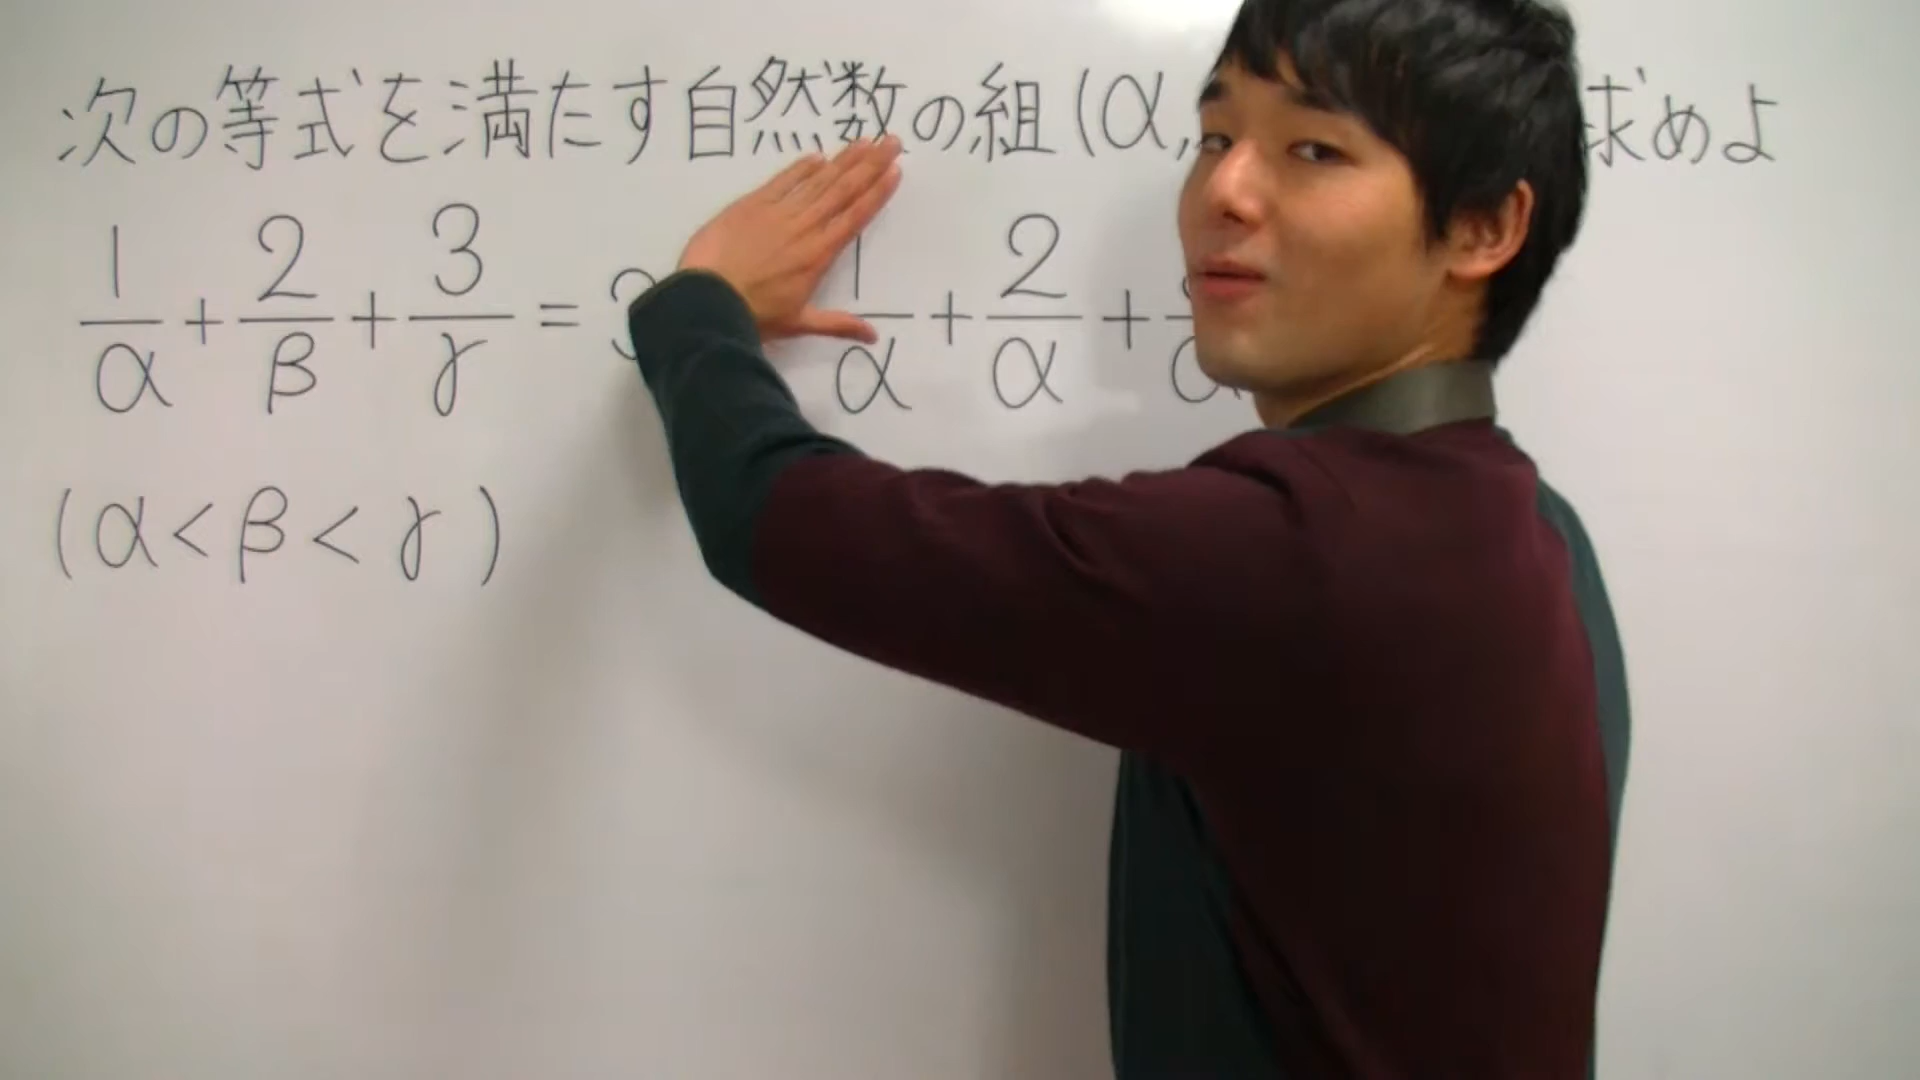 次の等式を満たす自然数の組(α, 求めよ
1/α + 2/β + 3/γ = 3 1/α + 2/α +
(α<β<γ)